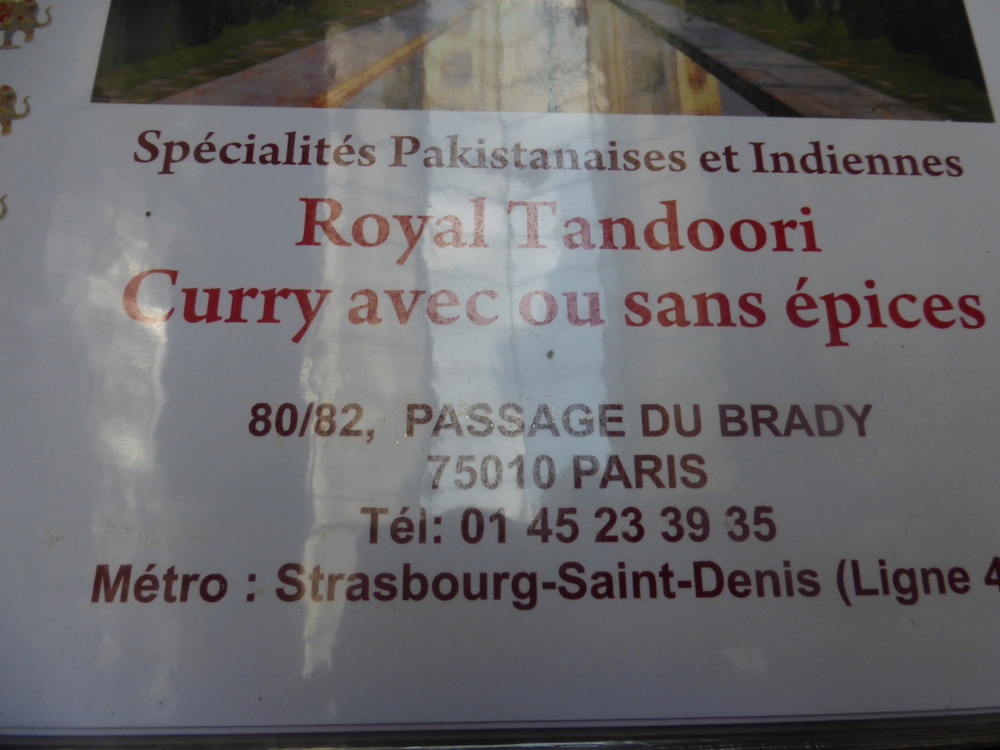 Spécialités Pakistanaises et Indiennes
Royal Tandoori
Curry avec ou sans épices
80/82, PASSAGE DU BRADY
75010 PARIS
Tél: 01 45 23 39 35
Métro : Strasbourg-Saint-Denis (Ligne 4